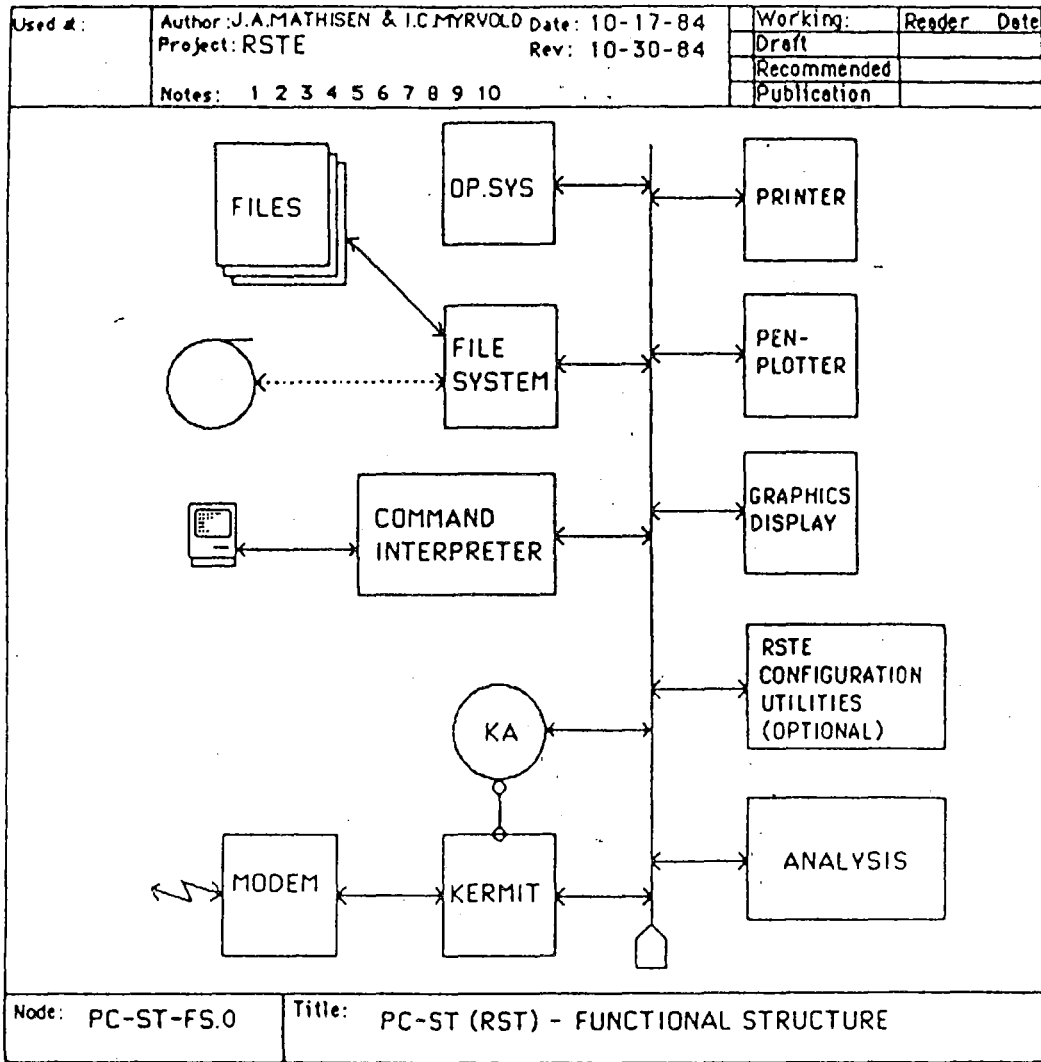 Used at: Author: J.A.MATHISEN & I.C.MYRVOLD Date: 10-17-84 Working: Reader Date
Project: RSTE Rev: 10-30-84 Draft
Recommended
Notes: 1 2 3 4 5 6 7 8 9 10 Publication
FILES
OP.SYS
PRINTER
FILE
SYSTEM
PEN-
PLOTTER
COMMAND
INTERPRETER
GRAPHICS
DISPLAY
RSTE
CONFIGURATION
UTILITIES
(OPTIONAL)
KA
MODEM
KERMIT
ANALYSIS
Node: PC-ST-FS.0 Title: PC-ST (RST) - FUNCTIONAL STRUCTURE